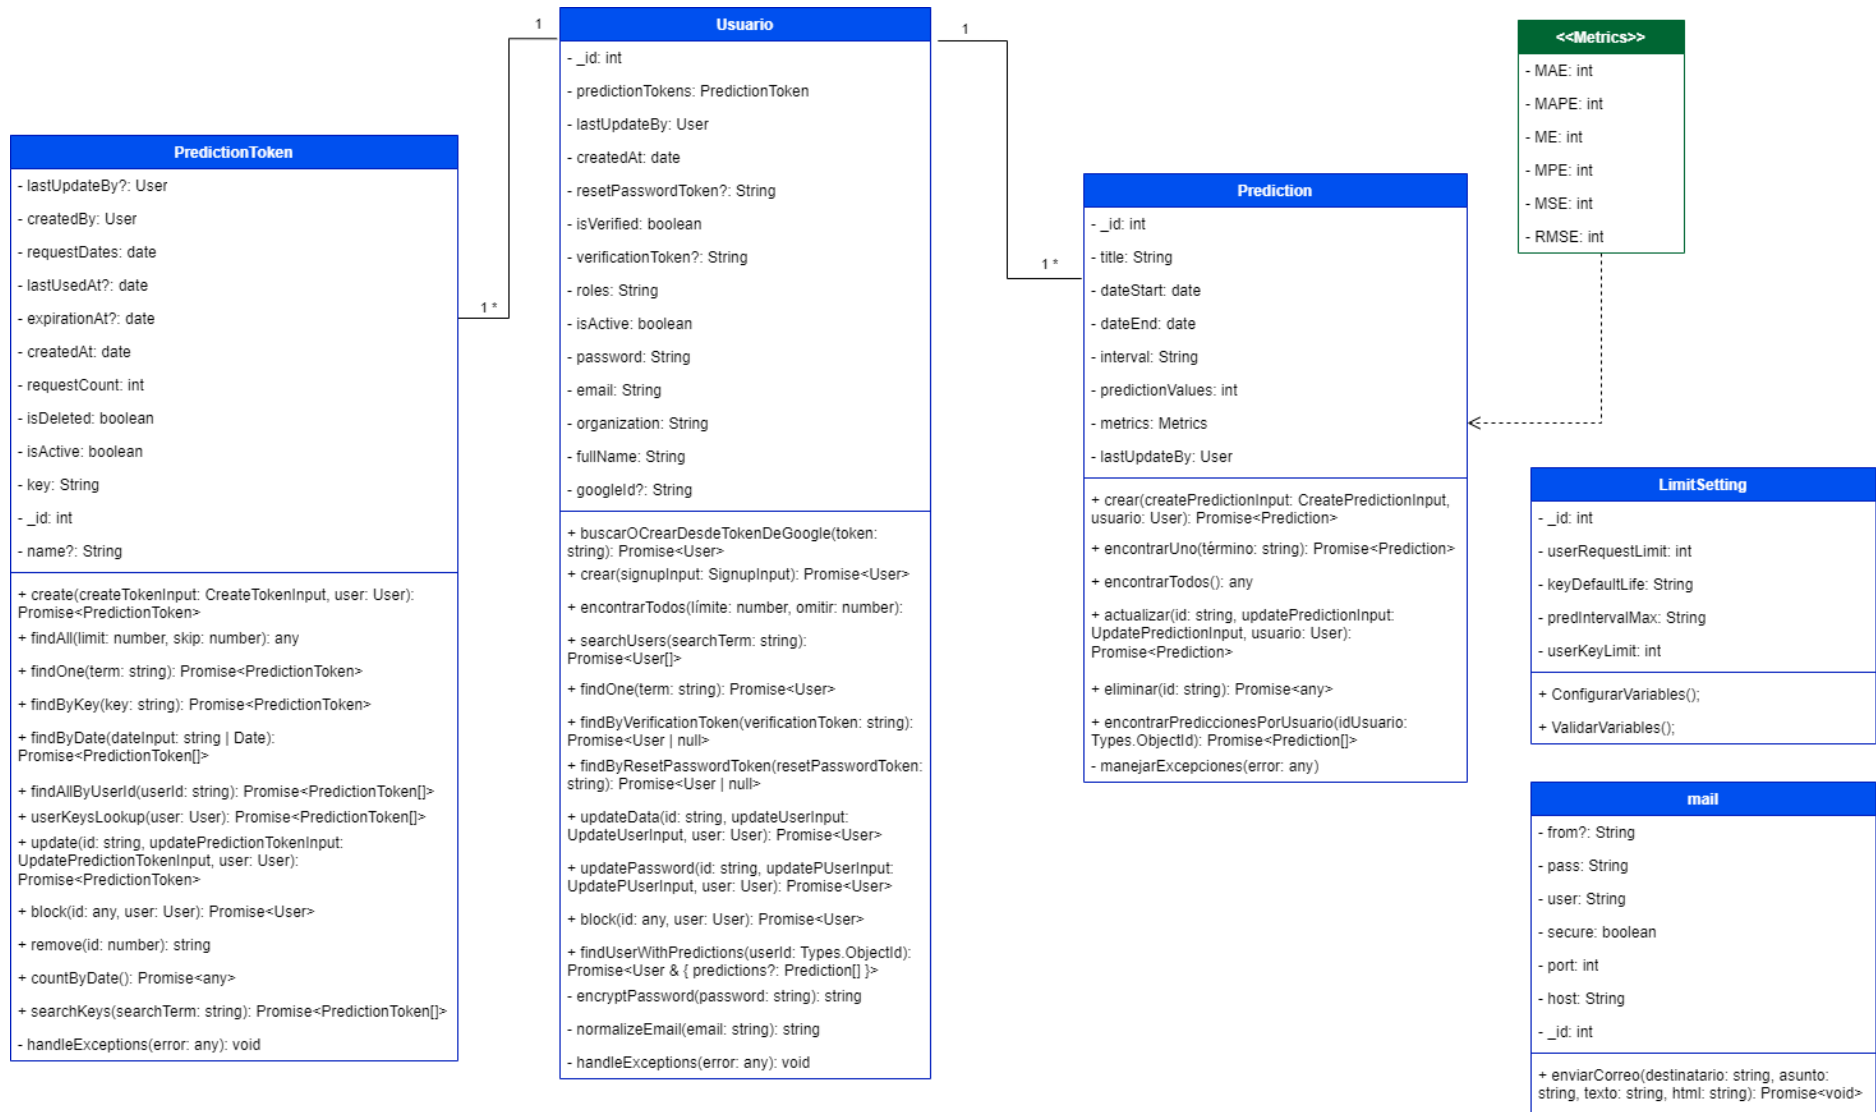 PredictionToken
- lastUpdateBy?: User
- createdBy: User
- requestDates: date
- lastUsedAt?: date
- expirationAt?: date
- createdAt: date
- requestCount: int
- isDeleted: boolean
- isActive: boolean
- key: String
- _id: int
- name?: String
+ create(createTokenInput: CreateTokenInput, user: User):
Promise<PredictionToken>
+ findAll(limit: number, skip: number): any
+ findOne(term: string): Promise<PredictionToken>
+ findByKey(key: string): Promise<PredictionToken>
+ findByDate(dateInput: string | Date):
Promise<PredictionToken[]>
+ findAllByUserId(userId: string): Promise<PredictionToken[]>
+ userKeysLookup(user: User): Promise<PredictionToken[]>
+ update(id: string, updatePredictionTokenInput:
UpdatePredictionTokenInput, user: User):
Promise<PredictionToken>
+ block(id: any, user: User): Promise<User>
+ remove(id: number): string
+ countByDate(): Promise<any>
+ searchKeys(searchTerm: string): Promise<PredictionToken[]>
- handleExceptions(error: any): void
1
1 *
Usuario
- _id: int
- predictionTokens: PredictionToken
- lastUpdateBy: User
- createdAt: date
- resetPasswordToken?: String
- isVerified: boolean
- verificationToken?: String
- roles: String
- isActive: boolean
- password: String
- email: String
- organization: String
- fullName: String
- googleId?: String
+ buscarOCrearDesdeTokenDeGoogle(token:
string): Promise<User>
+ crear(signupInput: SignupInput): Promise<User>
+ encontrarTodos(límite: number, omitir: number):
+ searchUsers(searchTerm: string):
Promise<User[]>
+ findOne(term: string): Promise<User>
+ findByVerificationToken(verificationToken: string):
Promise<User | null>
+ findByResetPasswordToken(resetPasswordToken:
string): Promise<User | null>
+ updateData(id: string, updateUserInput:
UpdateUserInput, user: User): Promise<User>
+ updatePassword(id: string, updatePUserInput:
UpdatePUserInput, user: User): Promise<User>
+ block(id: any, user: User): Promise<User>
+ findUserWithPredictions(userId: Types.ObjectId):
Promise<User & { predictions?: Prediction[] }>
- encryptPassword(password: string): string
- normalizeEmail(email: string): string
- handleExceptions(error: any): void
1
1 *
Prediction
- _id: int
- title: String
- dateStart: date
- dateEnd: date
- interval: String
- predictionValues: int
- metrics: Metrics
- lastUpdateBy: User
+ crear(createPredictionInput: CreatePredictionInput,
usuario: User): Promise<Prediction>
+ encontrarUno(término: string): Promise<Prediction>
+ encontrarTodos(): any
+ actualizar(id: string, updatePredictionInput:
UpdatePredictionInput, usuario: User):
Promise<Prediction>
+ eliminar(id: string): Promise<any>
+ encontrarPrediccionesPorUsuario(idUsuario:
Types.ObjectId): Promise<Prediction[]>
- manejarExcepciones(error: any)
<<Metrics>>
- MAE: int
- MAPE: int
- ME: int
- MPE: int
- MSE: int
- RMSE: int
LimitSetting
- _id: int
- userRequestLimit: int
- keyDefaultLife: String
- predIntervalMax: String
- userKeyLimit: int
+ ConfigurarVariables();
+ ValidarVariables();
mail
- from?: String
- pass: String
- user: String
- secure: boolean
- port: int
- host: String
- _id: int
+ enviarCorreo(destinatario: string, asunto:
string, texto: string, html: string): Promise<void>